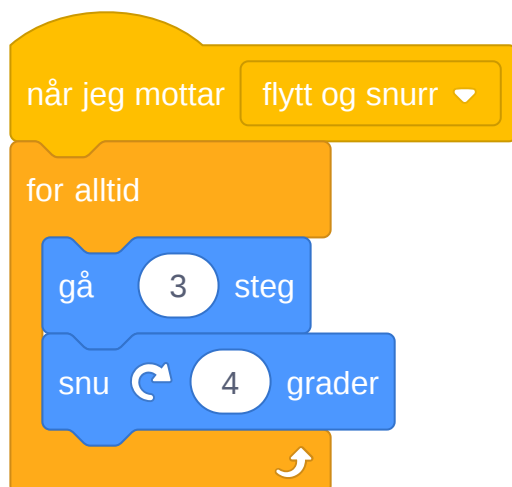 når jeg mottar flytt og snurr
for alltid
gå 3 steg
snu 4 grader